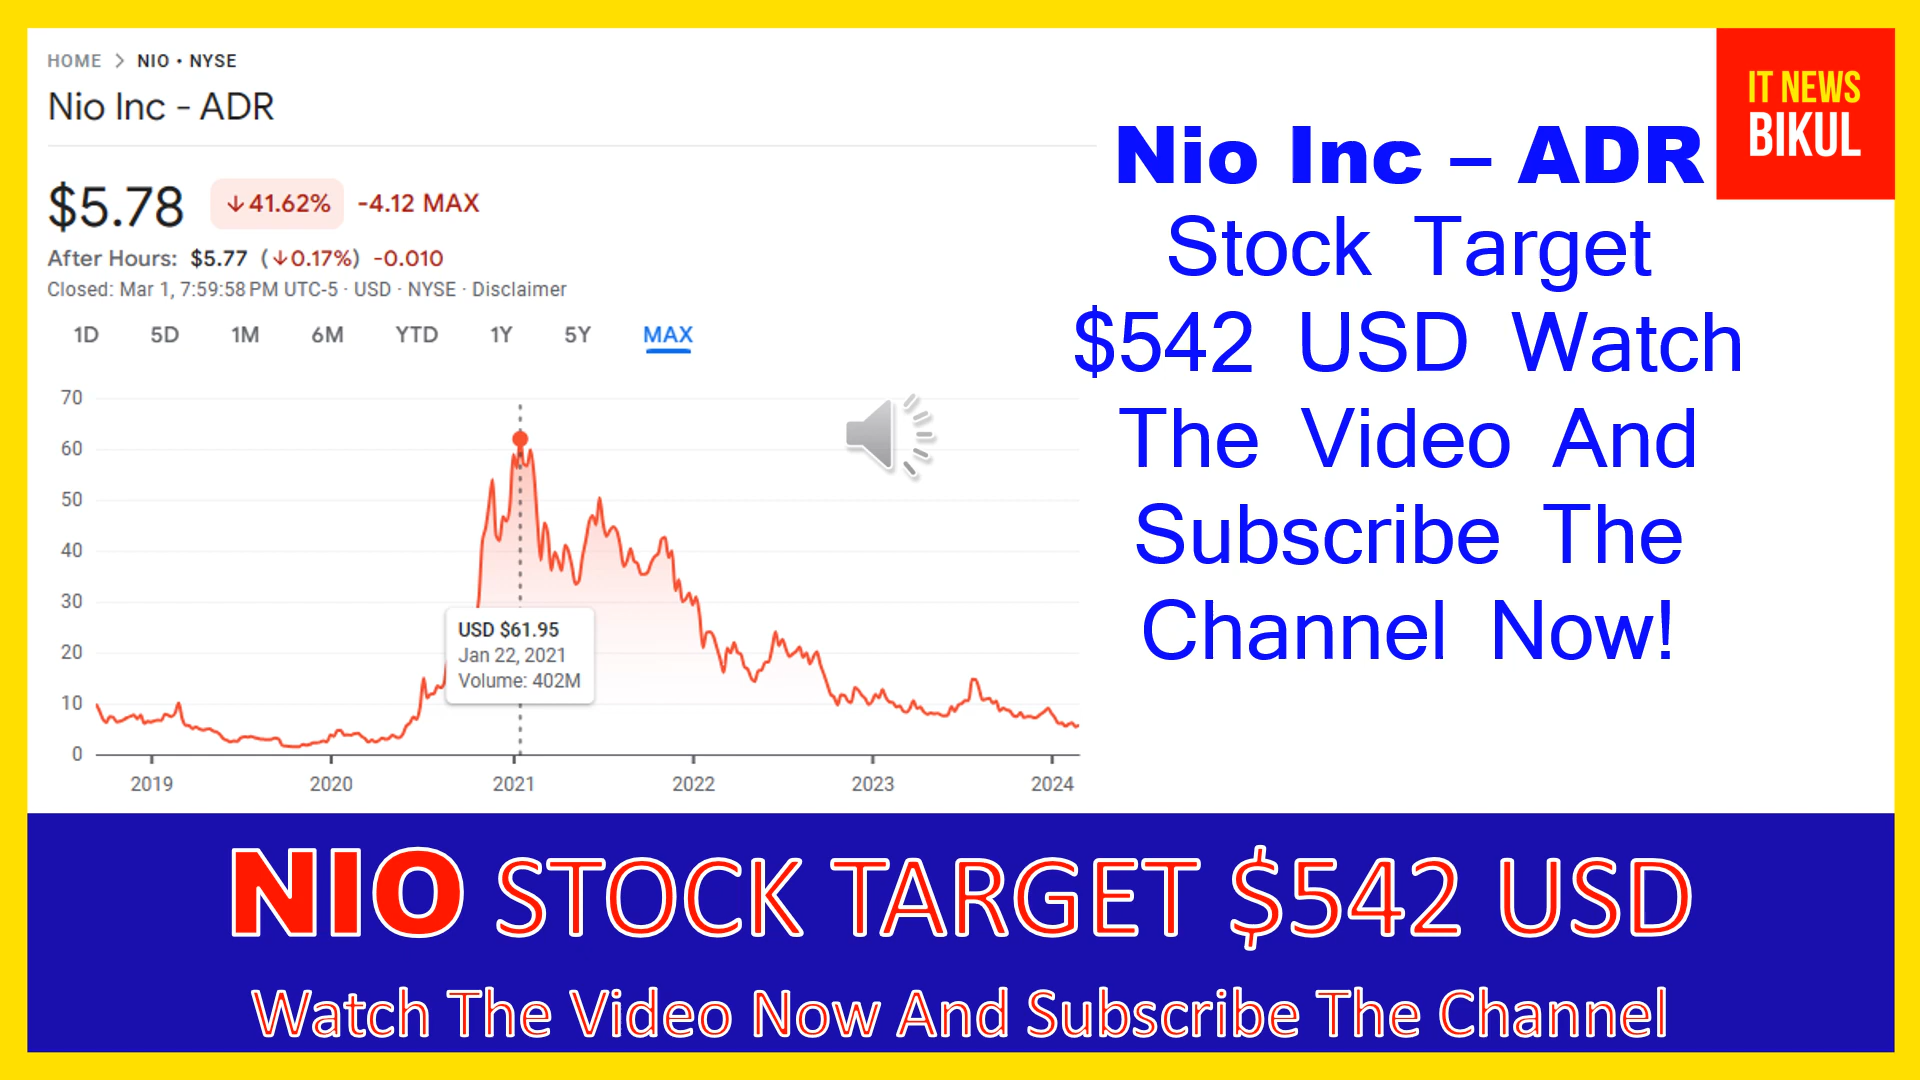 HOME > NIO • NYSE
Nio Inc - ADR
$5.78 ↓41.62% -4.12 MAX
After Hours: $5.77 (↓0.17%) -0.010
Closed: Mar 1, 7:59:58 PM UTC-5 · USD · NYSE · Disclaimer
1D 5D 1M 6M YTD 1Y 5Y MAX
70
60
50
40
30
20
10
0
USD $61.95
Jan 22, 2021
Volume: 402M
2019 2020 2021 2022 2023 2024
IT NEWS
BIKUL
Nio Inc – ADR
Stock Target
$542 USD Watch
The Video And
Subscribe The
Channel Now!
NIO STOCK TARGET $542 USD
Watch The Video Now And Subscribe The Channel